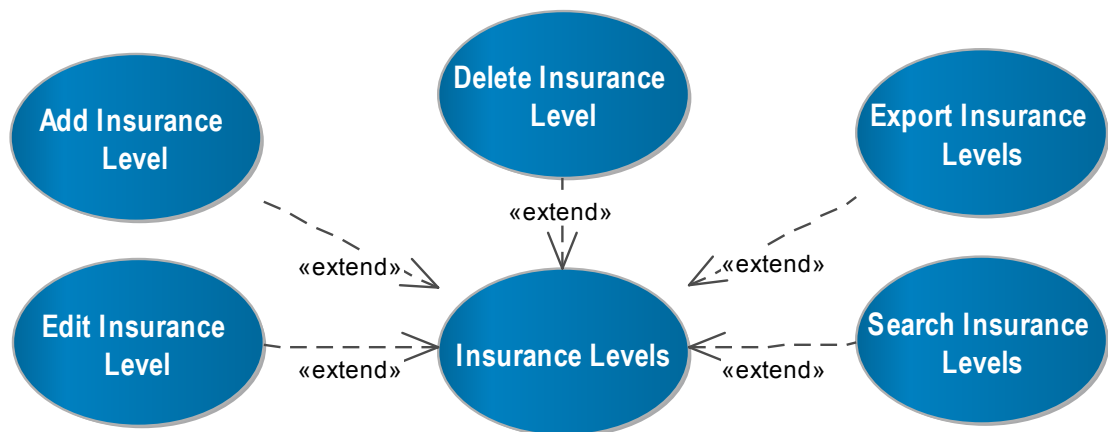 Add Insurance
Level
Delete Insurance
Level
Export Insurance
Levels
«extend»
«extend»
«extend»
Edit Insurance
Level
«extend»
Insurance Levels
«extend»
Search Insurance
Levels